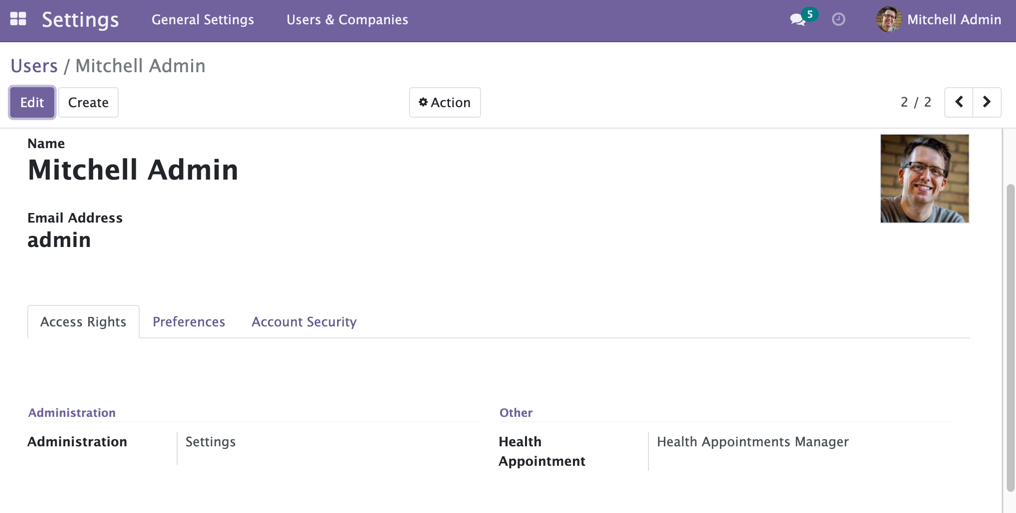 Settings General Settings Users & Companies 5 Mitchell Admin
Users / Mitchell Admin
Edit Create Action 2 / 2
Name
Mitchell Admin
Email Address
admin
Access Rights Preferences Account Security
Administration Other
Administration Settings Health Appointments Manager
Health
Appointment